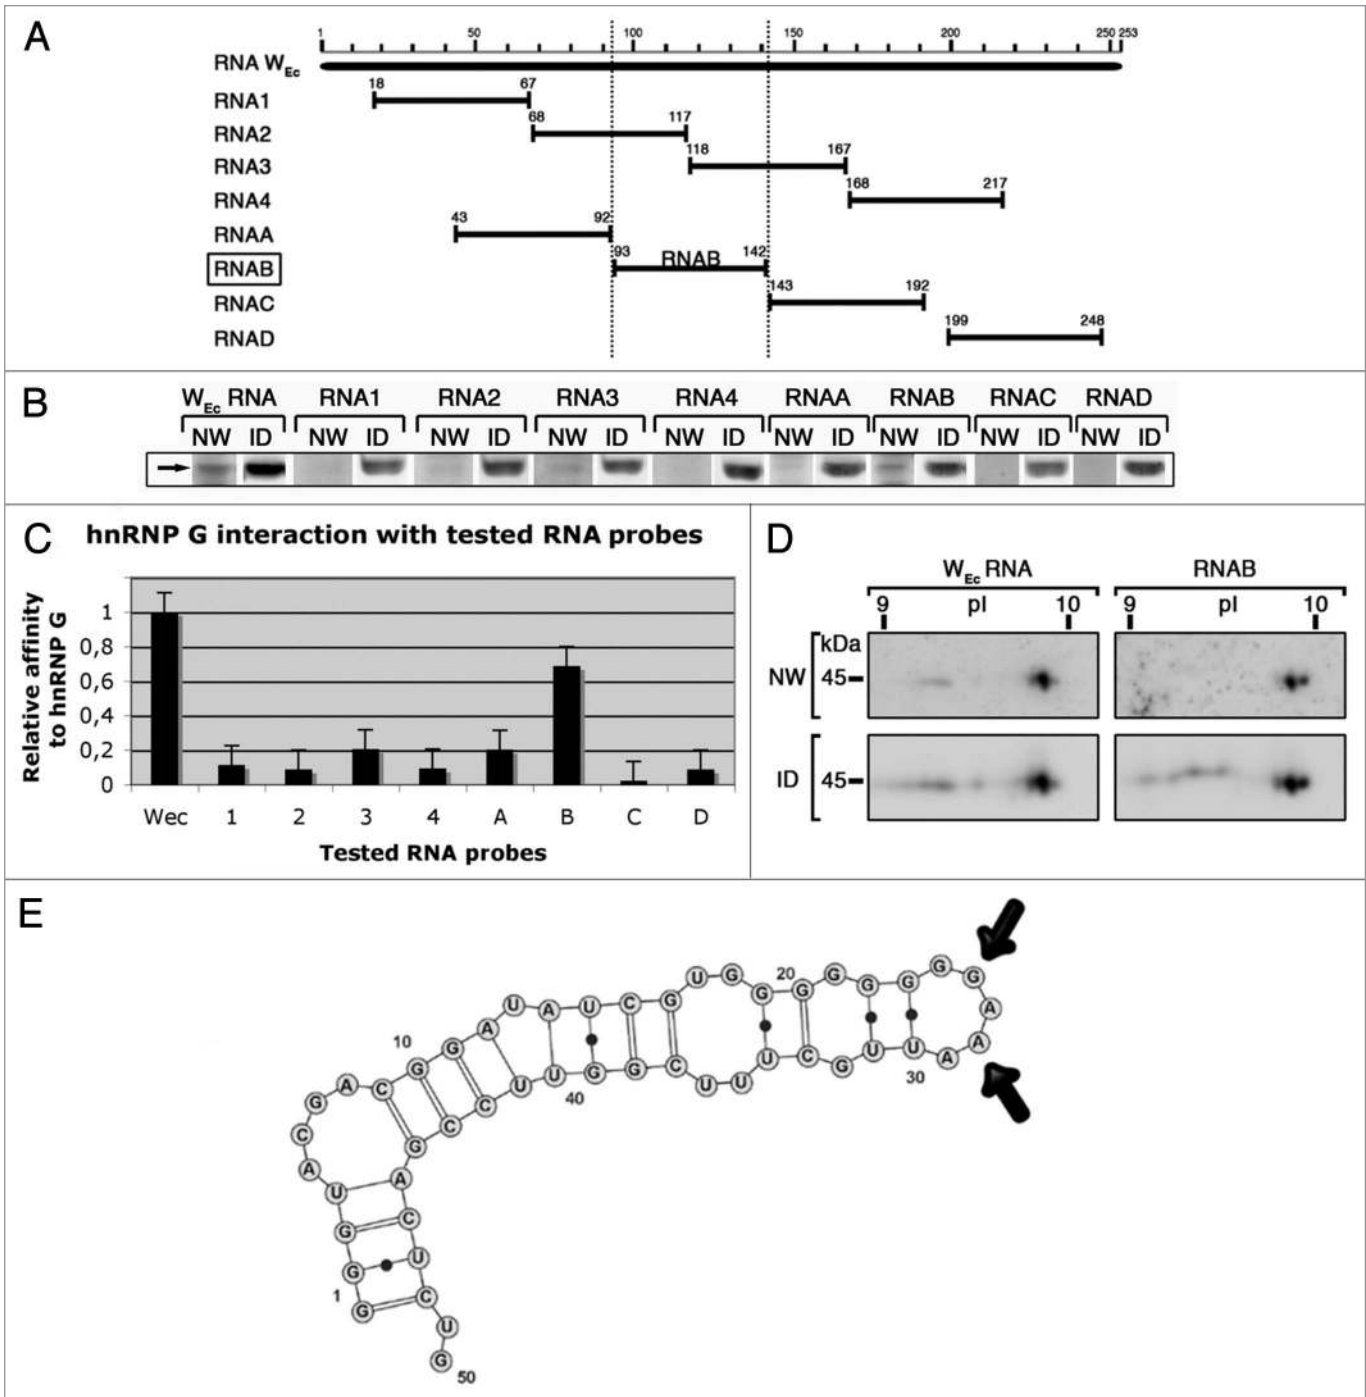 A
1 50 100 150 200 250 253
RNA W_Ec
RNA1 18 67
RNA2 68 117
RNA3 118 167
RNA4 168 217
RNAA 43 92
RNAB 93 RNAB 142
RNAC 143 192
RNAD 199 248
B
W_Ec RNA RNA1 RNA2 RNA3 RNA4 RNAA RNAB RNAC RNAD
NW ID NW ID NW ID NW ID NW ID NW ID NW ID NW ID NW ID
C
hnRNP G interaction with tested RNA probes
Relative affinity
to hnRNP G
1
0,8
0,6
0,4
0,2
0
Wec 1 2 3 4 A B C D
Tested RNA probes
D
W_Ec RNA RNAB
9 pI 10 9 pI 10
kDa
NW 45
ID 45
E
G G G U A C G A C G G A U A U C G U G G G G G G G G A A A U U G C U U U C G G U U C C G A C U C U G
1 10 20 30 40 50